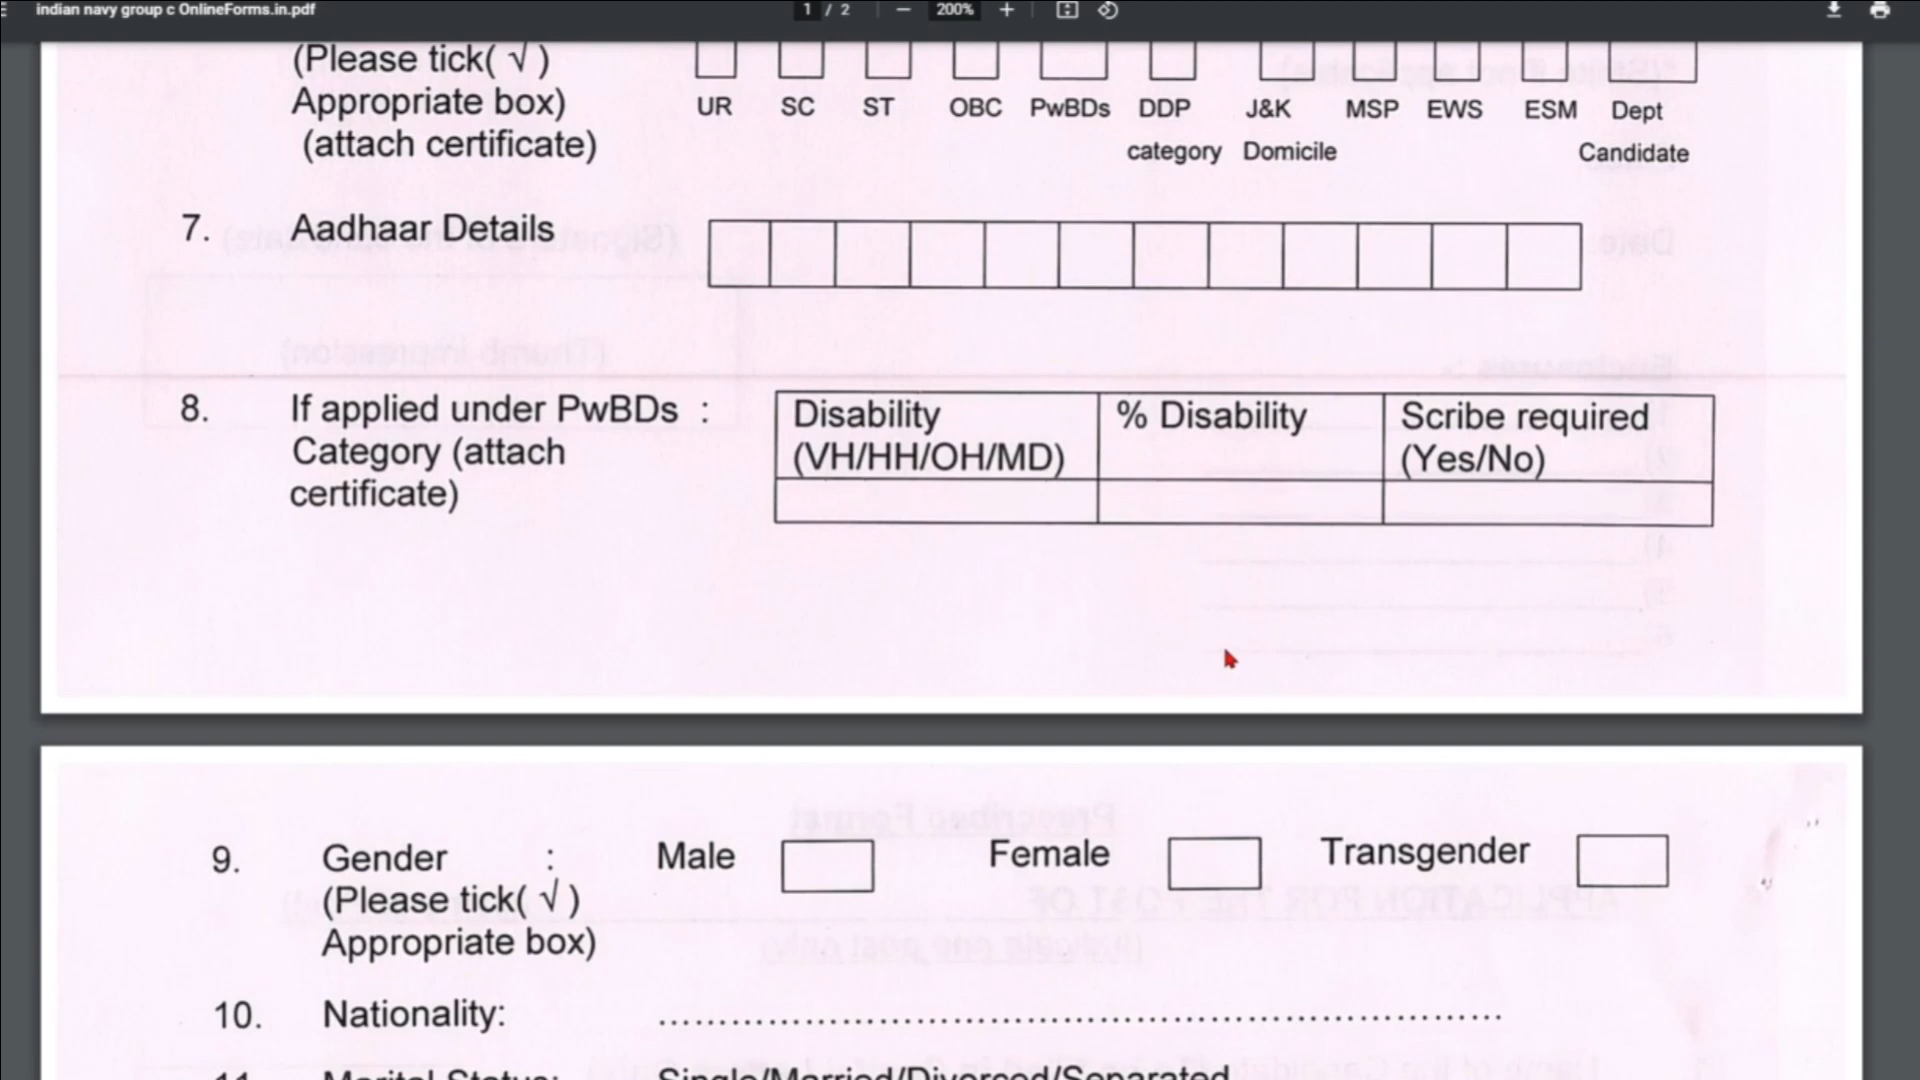 indian navy group c OnlineForms.in.pdf
1 / 2
200%
(Please tick( √ )
Appropriate box)
(attach certificate)
UR SC ST OBC PwBDs DDP J&K MSP EWS ESM Dept
category Domicile Candidate
7. Aadhaar Details
8. If applied under PwBDs :
Category (attach
certificate)
Disability
(VH/HH/OH/MD)
% Disability
Scribe required
(Yes/No)
9. Gender : Male Female Transgender
(Please tick( √ )
Appropriate box)
10. Nationality: ..........................................................................
11. Marital Status: Single/Married/Divorced/Separated